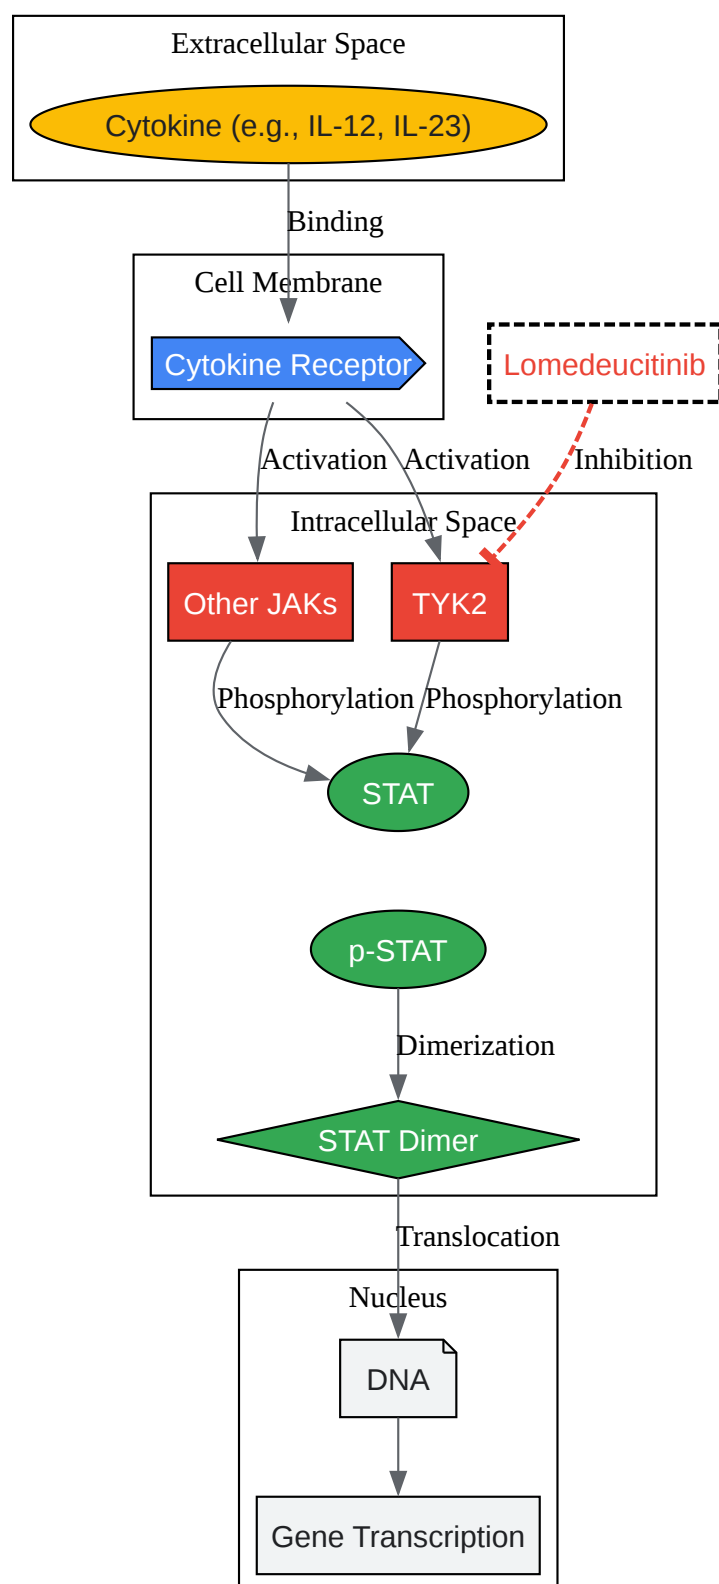 Extracellular Space
Cytokine (e.g., IL-12, IL-23)
Binding
Cell Membrane
Cytokine Receptor
Lomedeucitinib
Activation
Activation
Inhibition
Intracellular Space
Other JAKs
TYK2
Phosphorylation
Phosphorylation
STAT
p-STAT
Dimerization
STAT Dimer
Translocation
Nucleus
DNA
Gene Transcription